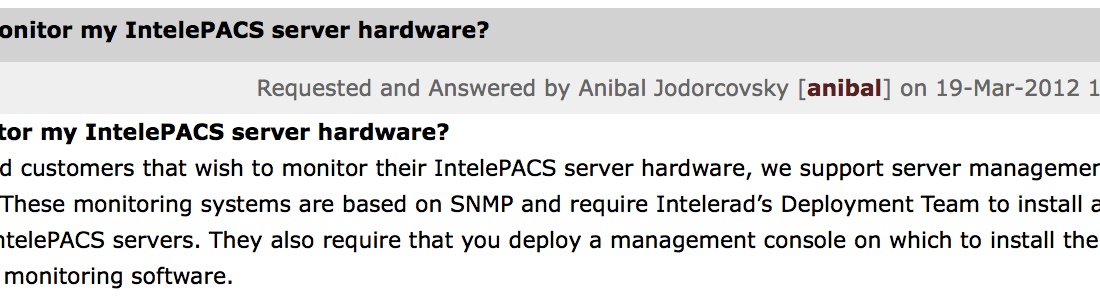 onitor my IntelePACS server hardware?
Requested and Answered by Anibal Jodorcovsky [anibal] on 19-Mar-2012 1
tor my IntelePACS server hardware?
d customers that wish to monitor their IntelePACS server hardware, we support server managemen
These monitoring systems are based on SNMP and require Intelerad’s Deployment Team to install a
ntelePACS servers. They also require that you deploy a management console on which to install the
monitoring software.